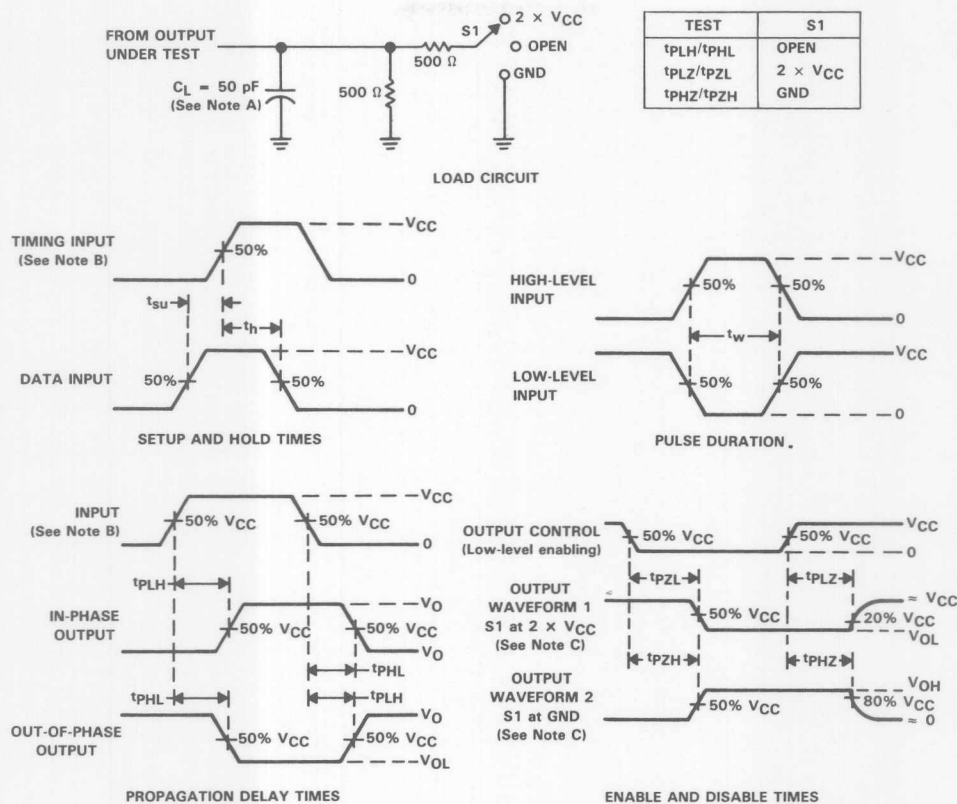 FROM OUTPUT
UNDER TEST
CL = 50 pF
(See Note A)
500 Ω
500 Ω
S1
2 × VCC
OPEN
GND
LOAD CIRCUIT
TEST S1
tPLH/tPHL OPEN
tPLZ/tPZL 2 × VCC
tPHZ/tPZH GND
TIMING INPUT
(See Note B)
50%
VCC
0
tsu
th
DATA INPUT
50%
50%
VCC
0
SETUP AND HOLD TIMES
HIGH-LEVEL
INPUT
50%
50%
VCC
0
tw
LOW-LEVEL
INPUT
50%
50%
VCC
0
PULSE DURATION.
INPUT
(See Note B)
50% VCC
50% VCC
VCC
0
tPLH
IN-PHASE
OUTPUT
50% VCC
50% VCC
VO
VO
tPHL
tPHL
tPLH
OUT-OF-PHASE
OUTPUT
50% VCC
50% VCC
VO
VOL
PROPAGATION DELAY TIMES
OUTPUT CONTROL
(Low-level enabling)
50% VCC
50% VCC
VCC
0
tPZL
tPLZ
OUTPUT
WAVEFORM 1
S1 at 2 × VCC
(See Note C)
50% VCC
≈ VCC
20% VCC
VOL
tPZH
tPHZ
OUTPUT
WAVEFORM 2
S1 at GND
(See Note C)
50% VCC
VOH
80% VCC
≈ 0
ENABLE AND DISABLE TIMES